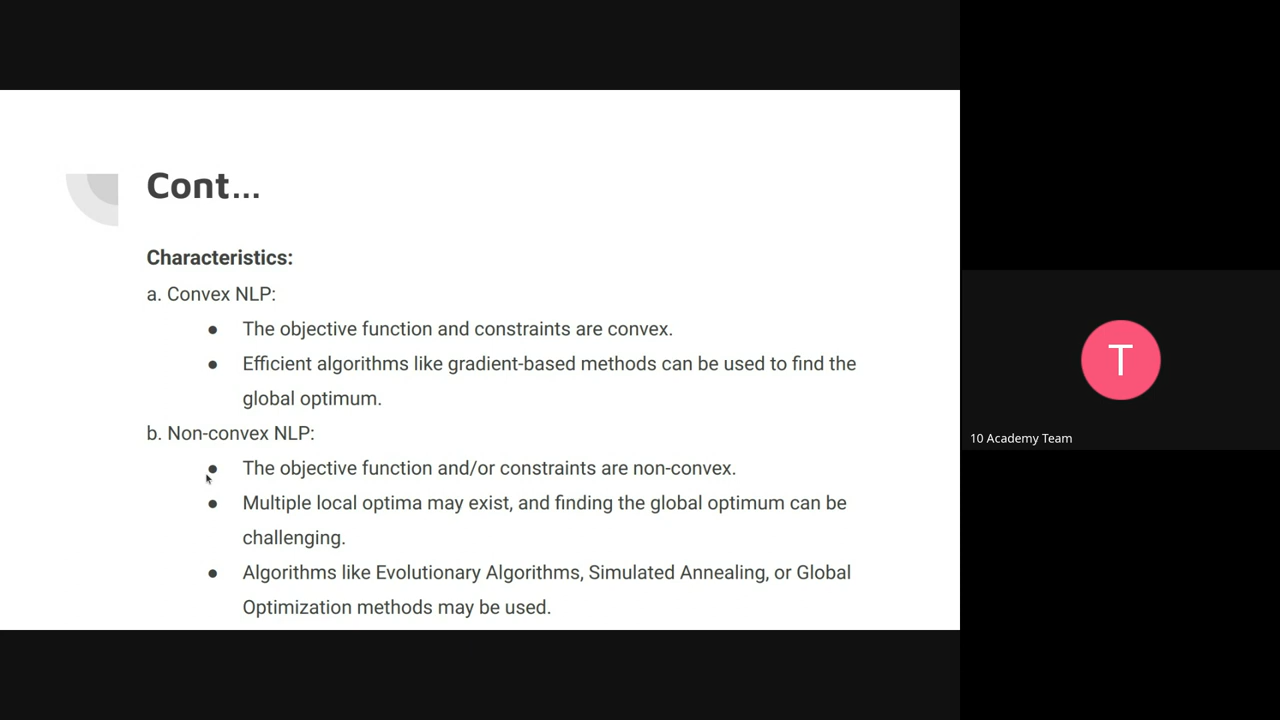 Cont...
Characteristics:
a. Convex NLP:
● The objective function and constraints are convex.
● Efficient algorithms like gradient-based methods can be used to find the
global optimum.
b. Non-convex NLP:
● The objective function and/or constraints are non-convex.
● Multiple local optima may exist, and finding the global optimum can be
challenging.
● Algorithms like Evolutionary Algorithms, Simulated Annealing, or Global
Optimization methods may be used.
T
10 Academy Team